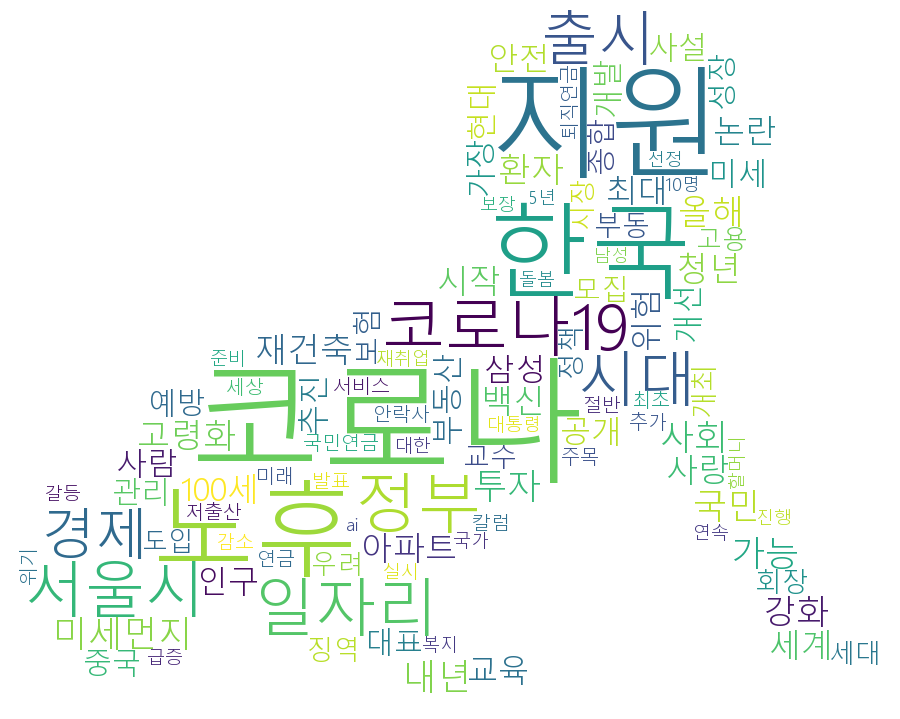 출시
사설
안전
지원
퇴직연금
개발
성장
현대
종합
논란
가장
환자
선정
미세
최대
10명
보장
5년
시장
올해
한국
부동
고용
남성
청년
시작
돌봄
모집
위험
개선
코로나19
보험
정책
재건축
준비
재취업
삼성
시대
코로나
세상
서비스
추진
부동산
백신
절반
최초
개최
예방
안락사
대통령
공개
추가
고령화
국민연금
대한
사회
할머니
사람
교수
주목
사랑
미래
발표
정부
투자
100세
관리
갈등
저출산
국민
진행
노후
ai
칼럼
연속
경제
도입
감소
아파트
국가
가능
위기
연금
우려
서울시
인구
실시
회장
일자리
강화
미세먼지
징역
대표
복지
세계
세대
중국
급증
내년
교육